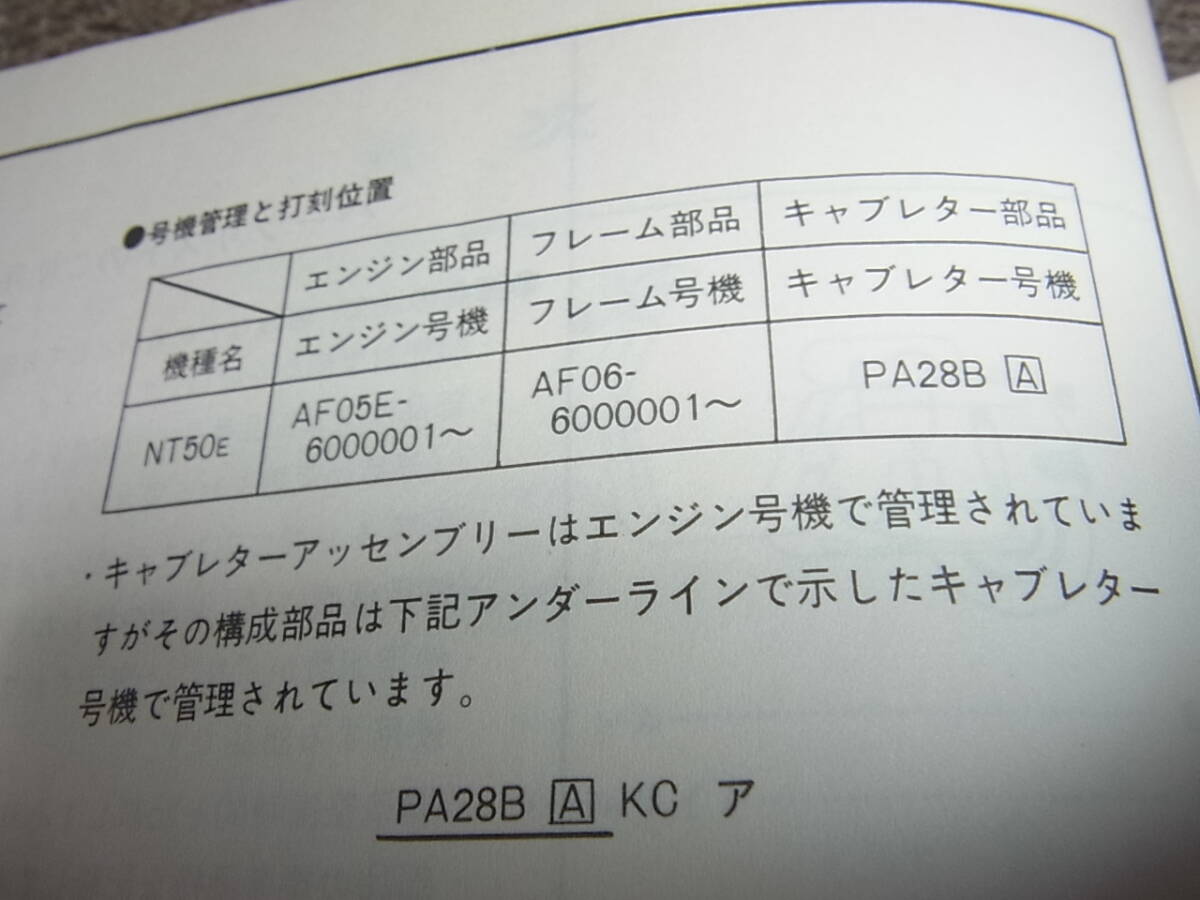 ●号機管理と打刻位置
エンジン部品 フレーム部品 キャブレター部品
機種名 エンジン号機 フレーム号機 キャブレター号機
NT50E AF05E- AF06- PA28B A
6000001～ 6000001～
・キャブレターアッセンブリーはエンジン号機で管理されていま
すがその構成部品は下記アンダーラインで示したキャブレター
号機で管理されています。
PA28B A KC ア